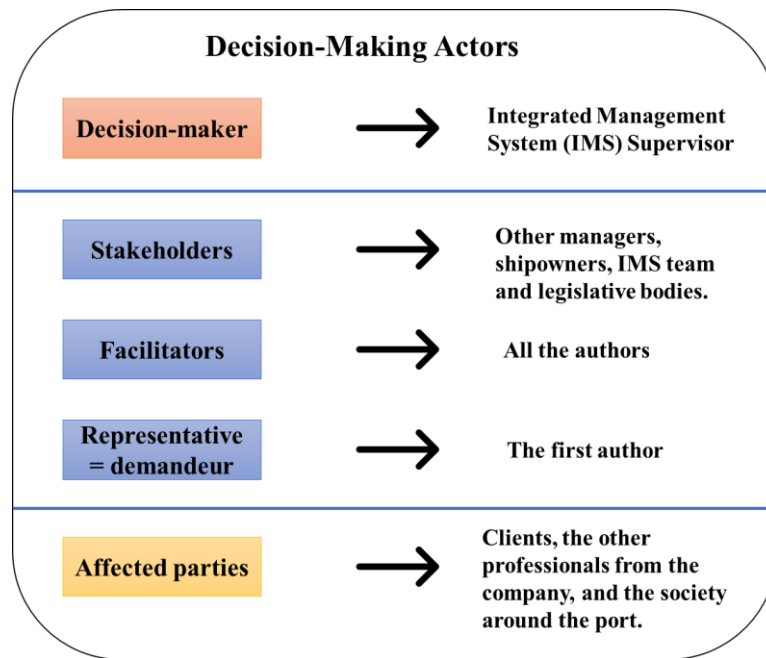 Decision-Making Actors
Decision-maker
Integrated Management
System (IMS) Supervisor
Stakeholders
Other managers,
shipowners, IMS team
and legislative bodies.
Facilitators
All the authors
Representative
= demandeur
The first author
Affected parties
Clients, the other
professionals from the
company, and the society
around the port.